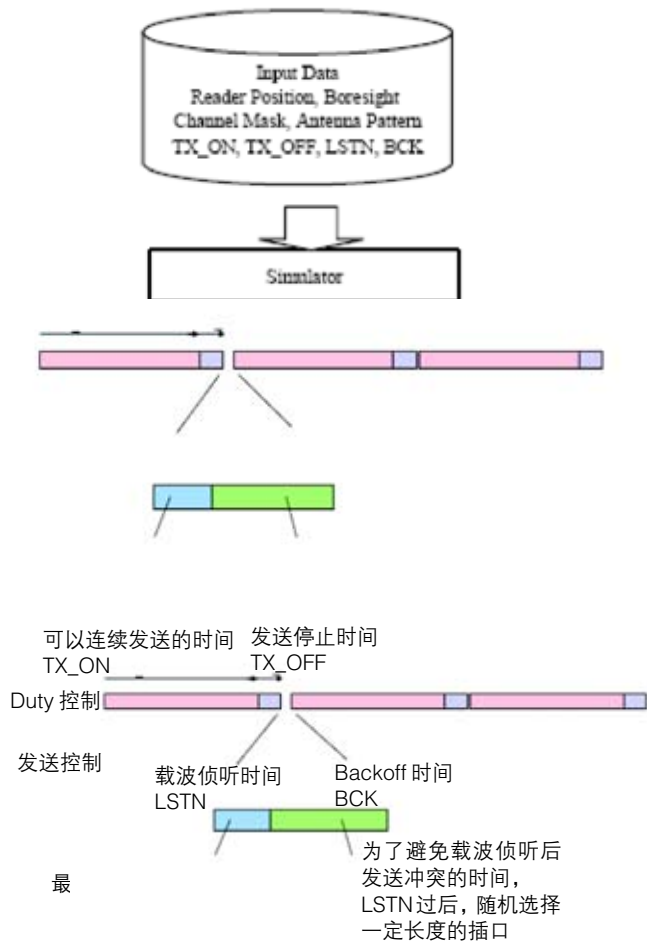 Input Data
Reader Position, Boresight
Channel Mask, Antenna Pattern
TX_ON, TX_OFF, LSTN, BCK
Simulator
可以连续发送的时间 发送停止时间
TX_ON TX_OFF
Duty 控制
发送控制
载波侦听时间 Backoff 时间
LSTN BCK
为了避免载波侦听后
发送冲突的时间，
LSTN过后，随机选择
一定长度的插口
最